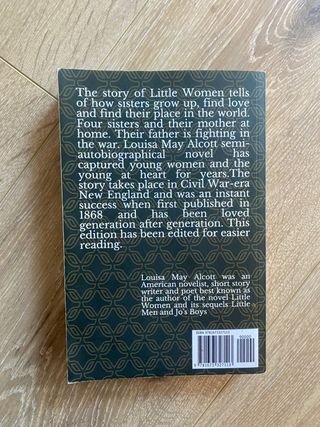 The story of Little Women tells
of how sisters grow up, find love
and find their place in the world.
Four sisters and their mother at
home. Their father is fighting in
the war. Louisa May Alcott semi-
autobiographical novel has
captured young women and the
young at heart for years.The
story takes place in Civil War-era
New England and was an instant
success when first published in
1868 and has been loved
generation after generation. This
edition has been edited for easier
reading.
Louisa May Alcott was an
American novelist, short story
writer and poet best known as
the author of the novel Little
Women and its sequels Little
Men and Jo's Boys
90000